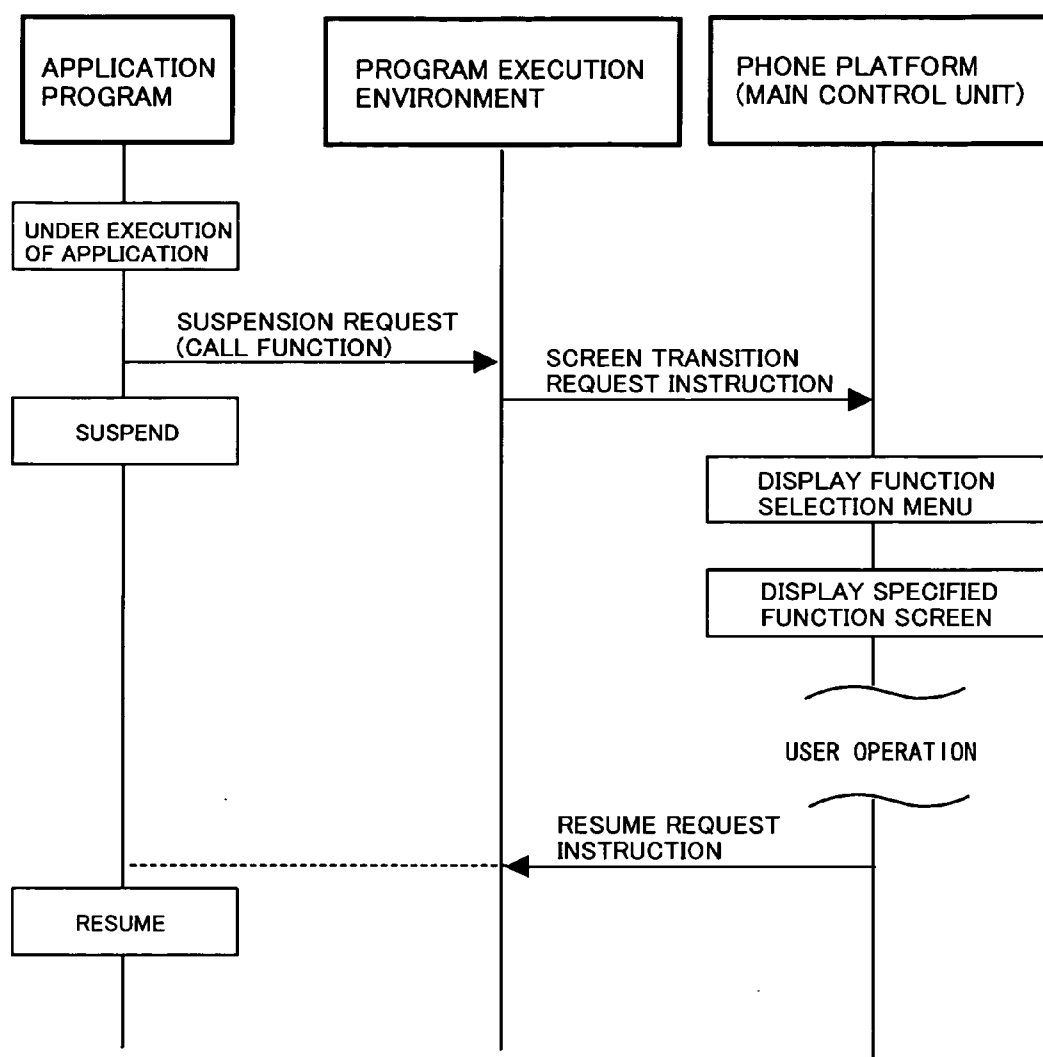 APPLICATION
PROGRAM
PROGRAM EXECUTION
ENVIRONMENT
PHONE PLATFORM
(MAIN CONTROL UNIT)
UNDER EXECUTION
OF APPLICATION
SUSPENSION REQUEST
(CALL FUNCTION)
SCREEN TRANSITION
REQUEST INSTRUCTION
SUSPEND
DISPLAY FUNCTION
SELECTION MENU
DISPLAY SPECIFIED
FUNCTION SCREEN
USER OPERATION
RESUME REQUEST
INSTRUCTION
RESUME